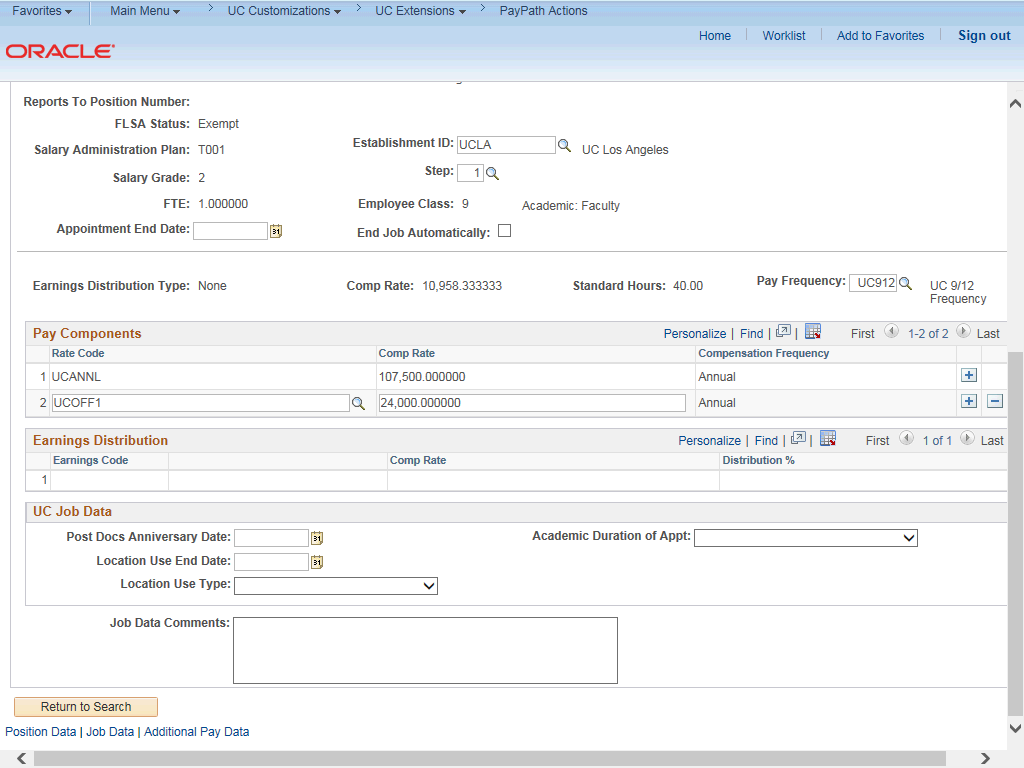 Favorites Main Menu > UC Customizations > UC Extensions > PayPath Actions
Home Worklist Add to Favorites Sign out
ORACLE
Reports To Position Number:
FLSA Status: Exempt
Salary Administration Plan: T001 Establishment ID: UCLA UC Los Angeles
Salary Grade: 2 Step: 1
FTE: 1.000000 Employee Class: 9 Academic: Faculty
Appointment End Date: 31 End Job Automatically:
Earnings Distribution Type: None Comp Rate: 10,958.333333 Standard Hours: 40.00 Pay Frequency: UC912 UC 9/12
Frequency
Pay Components Personalize | Find | | First 1-2 of 2 Last
Rate Code Comp Rate Compensation Frequency
1 UCANNL 107,500.000000 Annual
2 UCOFF1 24,000.000000 Annual
Earnings Distribution Personalize | Find | | First 1 of 1 Last
Earnings Code Comp Rate Distribution %
1
UC Job Data
Post Docs Anniversary Date: 31 Academic Duration of Appt:
Location Use End Date: 31
Location Use Type:
Job Data Comments:
Return to Search
Position Data | Job Data | Additional Pay Data